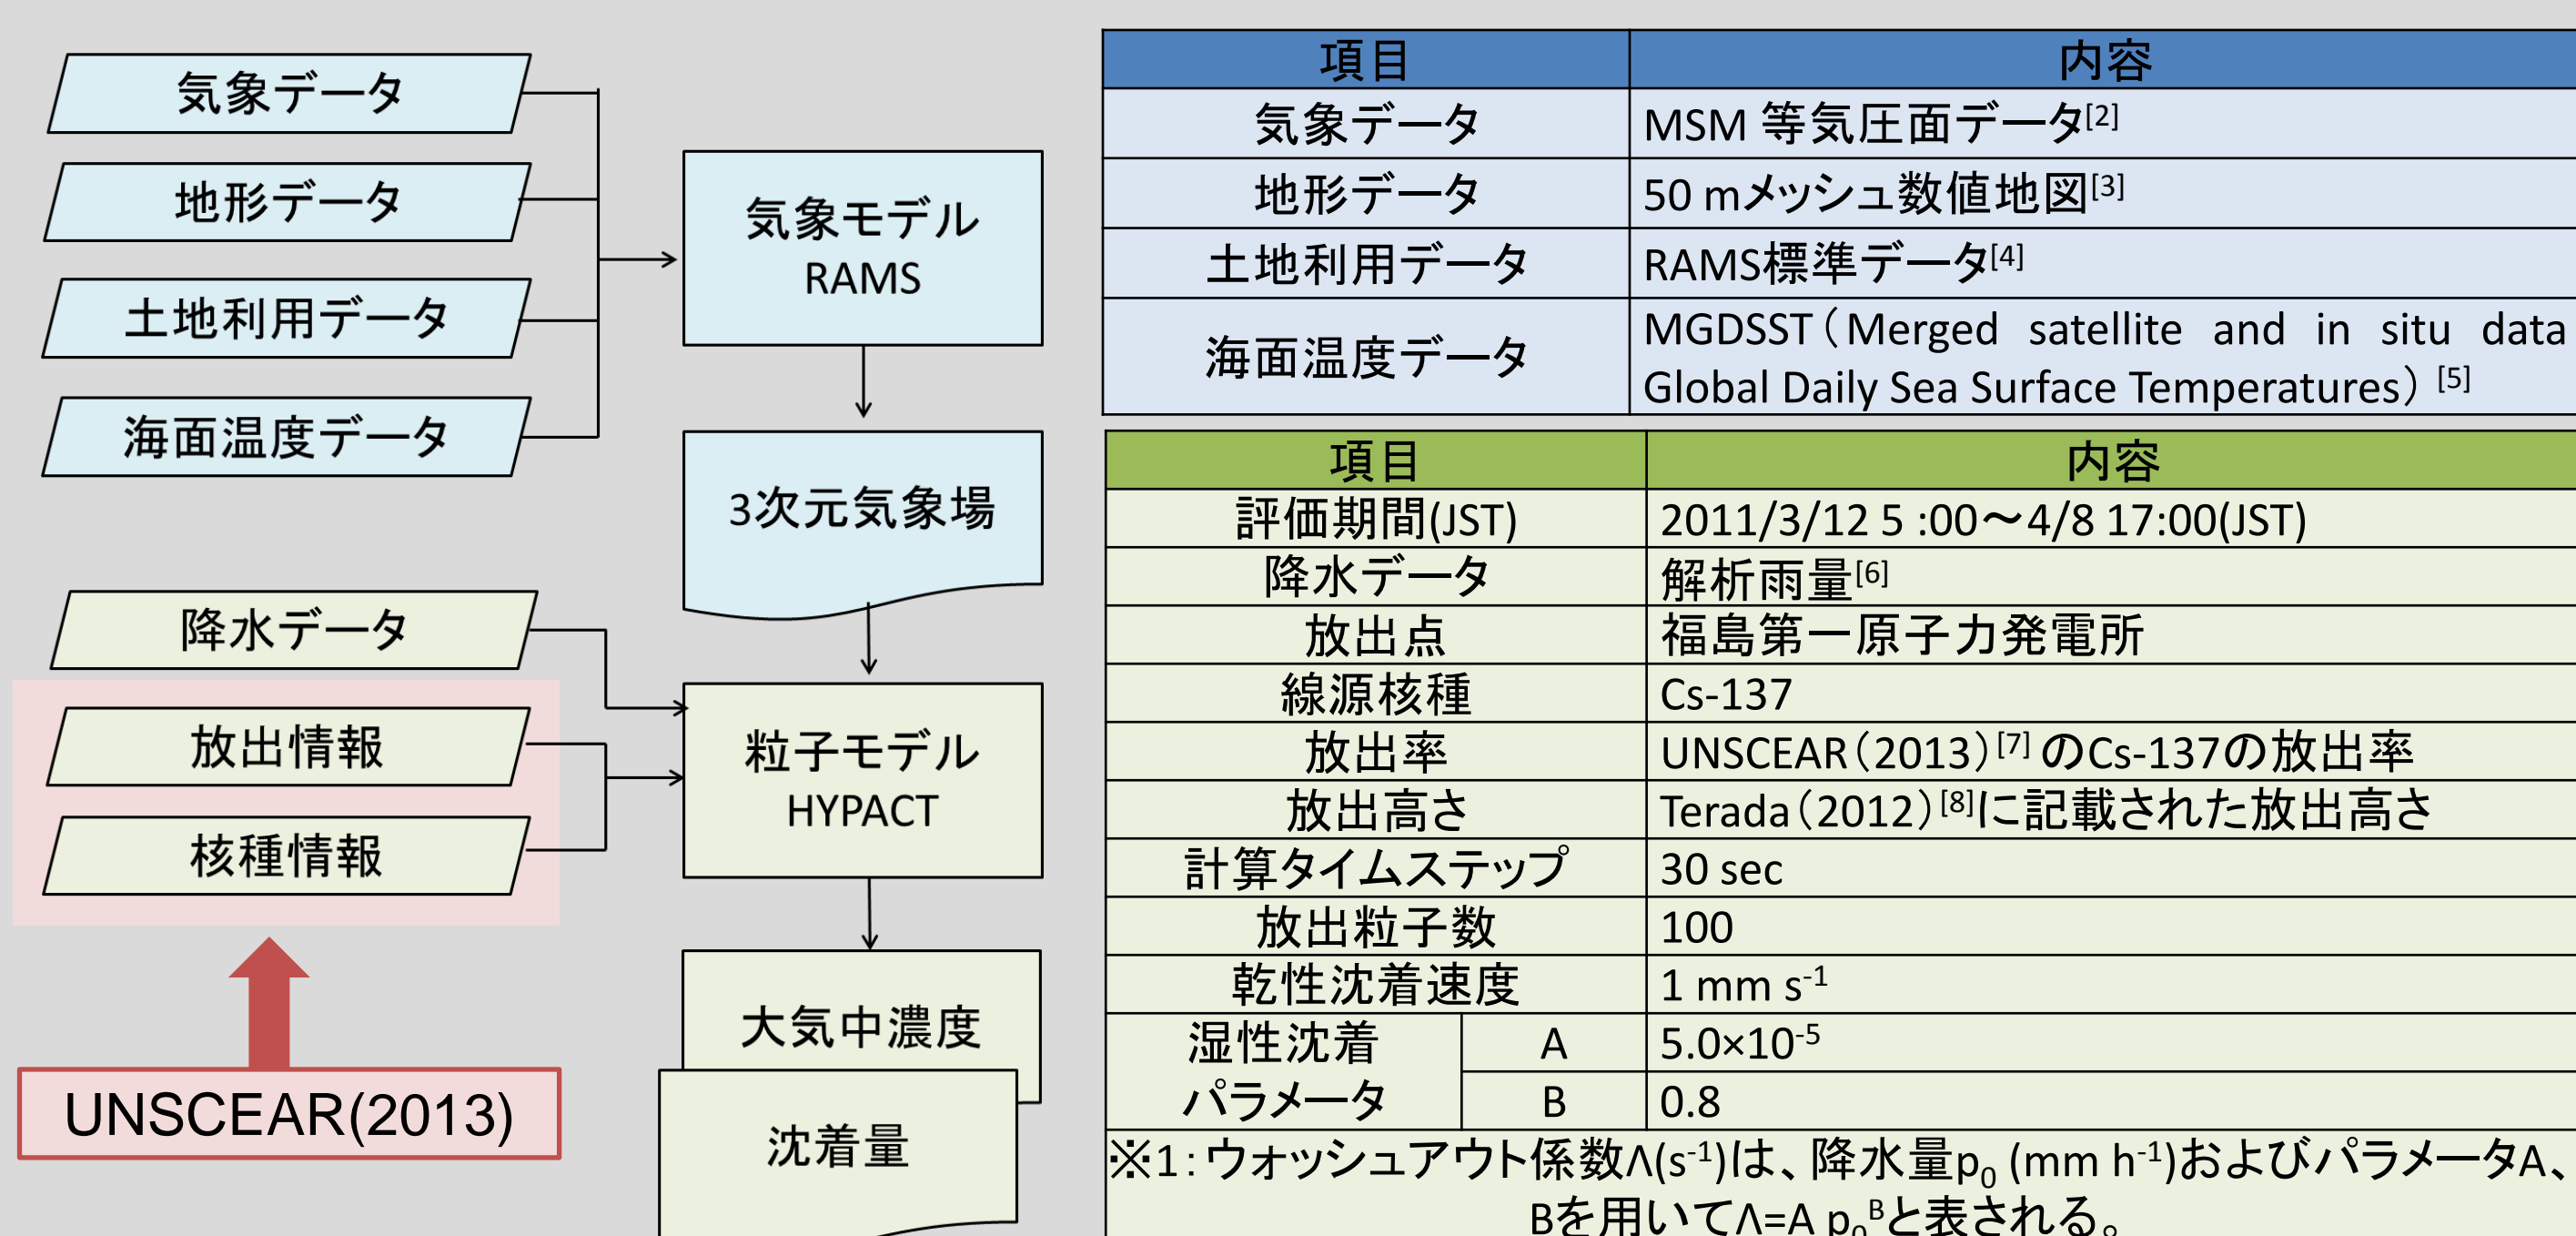 気象データ
地形データ
土地利用データ
海面温度データ
気象モデル
RAMS
3次元気象場
降水データ
放出情報
核種情報
粒子モデル
HYPACT
大気中濃度
沈着量
UNSCEAR(2013)
項目 内容
気象データ MSM 等気圧面データ[2]
地形データ 50 mメッシュ数値地図[3]
土地利用データ RAMS標準データ[4]
海面温度データ MGDSST（Merged satellite and in situ data
Global Daily Sea Surface Temperatures）[5]
項目 内容
評価期間(JST) 2011/3/12 5 :00～4/8 17:00(JST)
降水データ 解析雨量[6]
放出点 福島第一原子力発電所
線源核種 Cs-137
放出率 UNSCEAR（2013）[7] のCs-137の放出率
放出高さ Terada（2012）[8]に記載された放出高さ
計算タイムステップ 30 sec
放出粒子数 100
乾性沈着速度 1 mm s-1
湿性沈着 A 5.0×10-5
パラメータ B 0.8
※1：ウォッシュアウト係数Λ(s-1)は、降水量p0 (mm h-1)およびパラメータA、
Bを用いてΛ=A p0Bと表される。